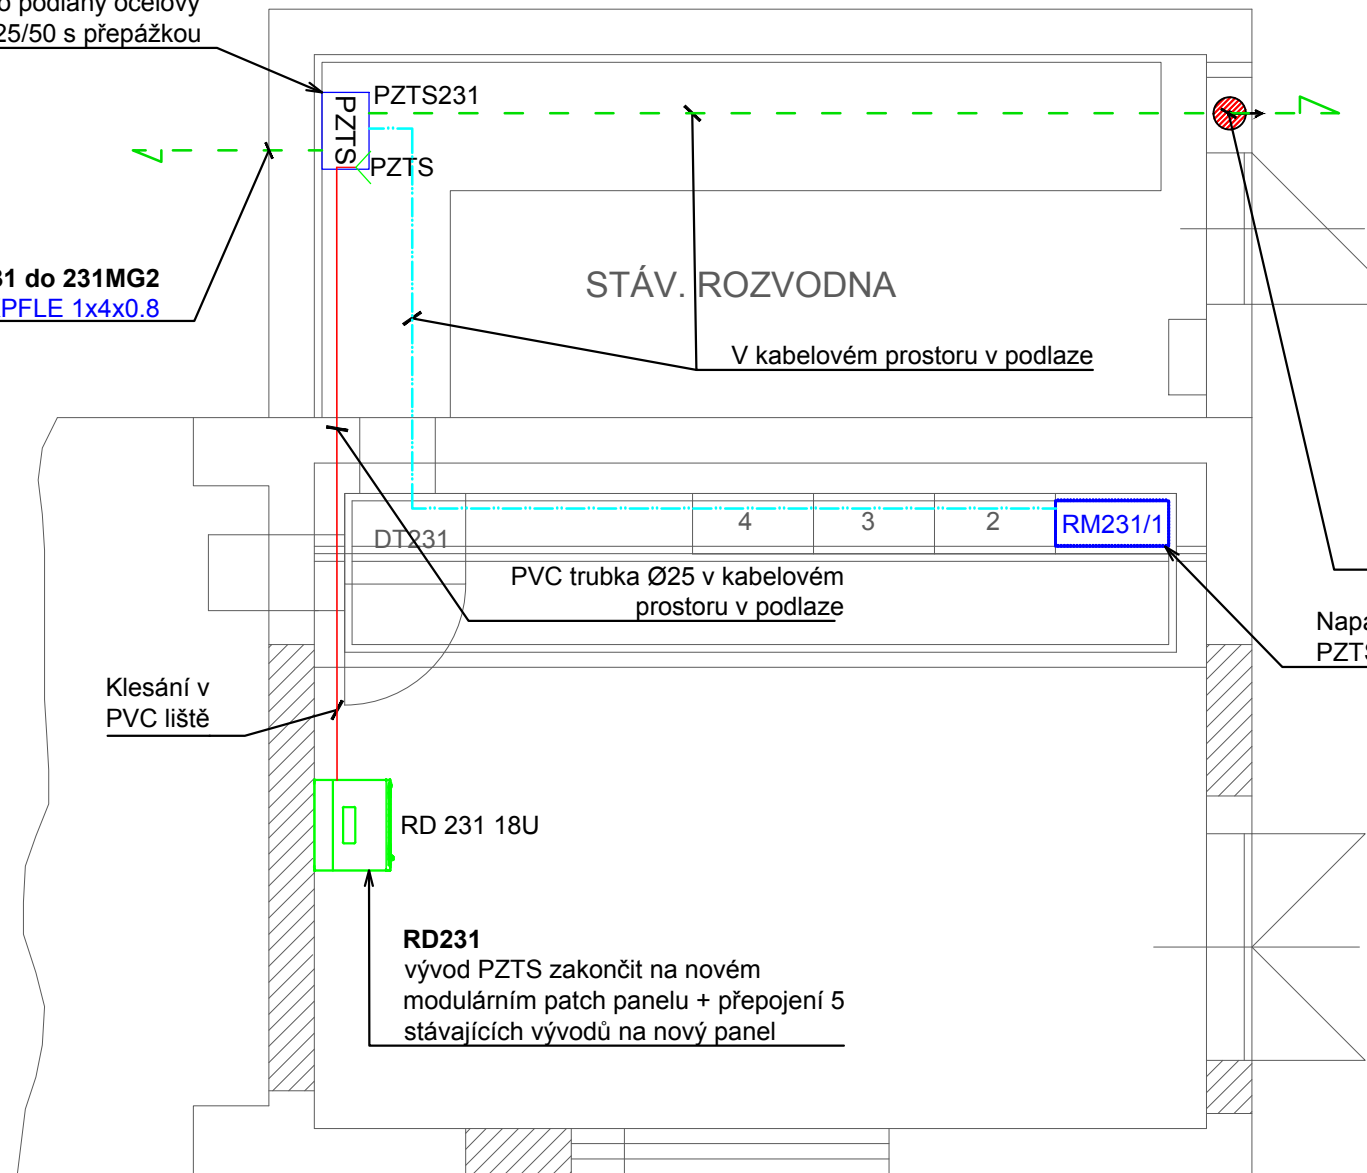 podlahy ocelový
25/50 s přepážkou
PZTS231
PZTS
PZTS
31 do 231MG2
PFLE 1x4x0.8
STÁV. ROZVODNA
V kabelovém prostoru v podlaze
DT231
4
3
2
RM231/1
PVC trubka Ø25 v kabelovém
prostoru v podlaze
Klesání v
PVC liště
RD 231 18U
RD231
vývod PZTS zakončit na novém
modulárním patch panelu + přepojení 5
stávajících vývodů na nový panel